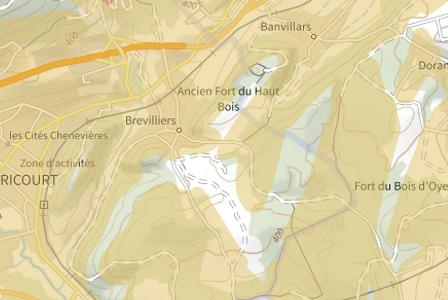 400
Banvillars
400
Doran
Ancien Fort du Haut
Bois
Brevilliers
les Cités Chenevières
Zone d'activités
RICOURT
Fort du Bois d'Oye
400